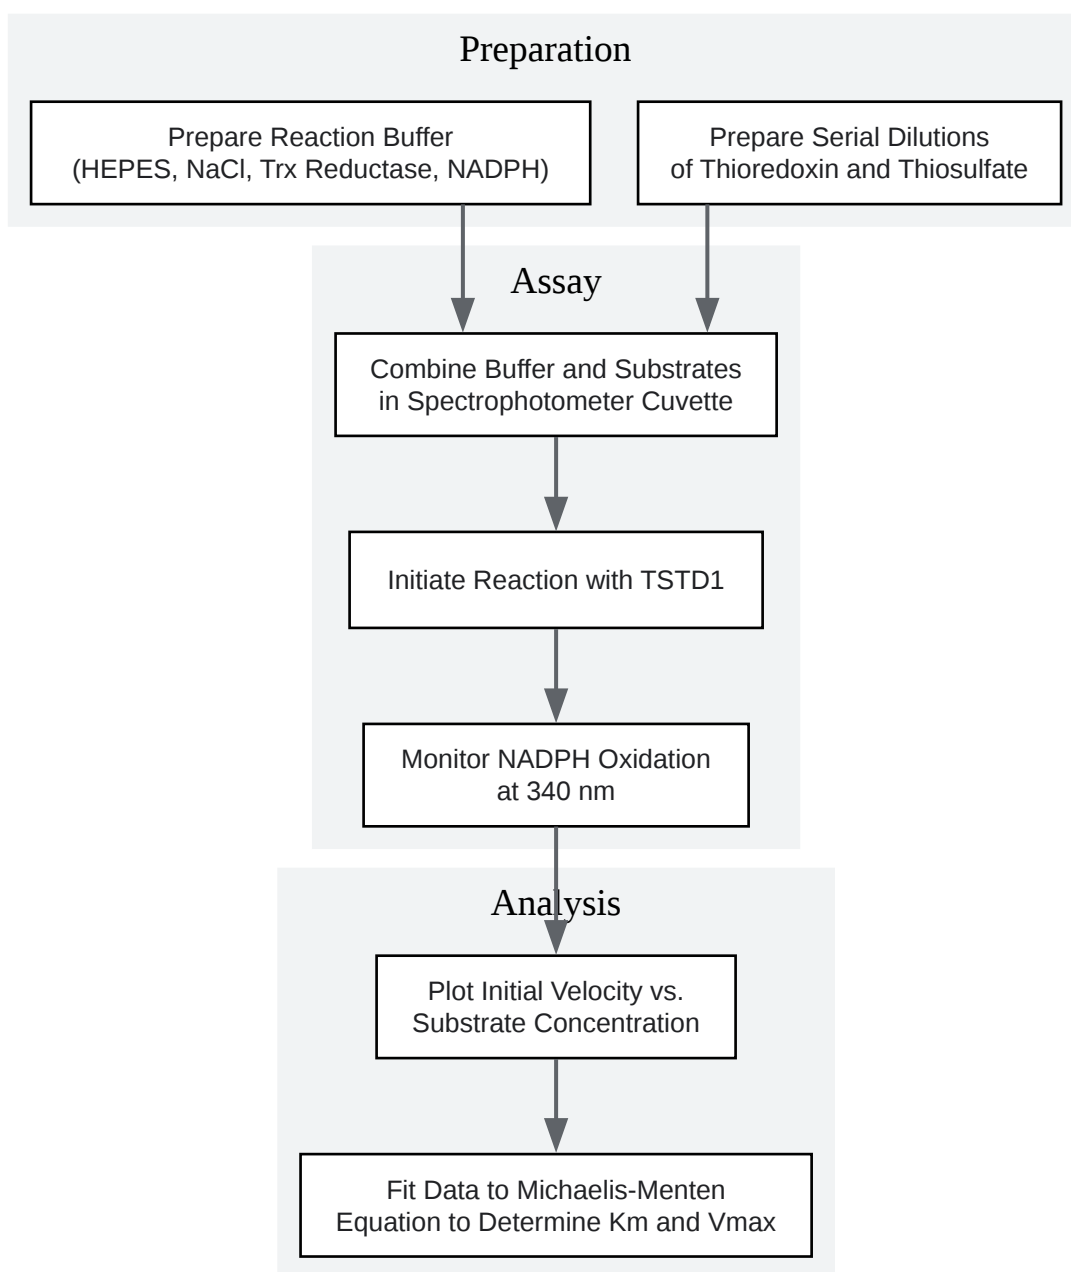 Preparation
Prepare Reaction Buffer
(HEPES, NaCl, Trx Reductase, NADPH)
Prepare Serial Dilutions
of Thioredoxin and Thiosulfate
Assay
Combine Buffer and Substrates
in Spectrophotometer Cuvette
Initiate Reaction with TSTD1
Monitor NADPH Oxidation
at 340 nm
Analysis
Plot Initial Velocity vs.
Substrate Concentration
Fit Data to Michaelis-Menten
Equation to Determine Km and Vmax